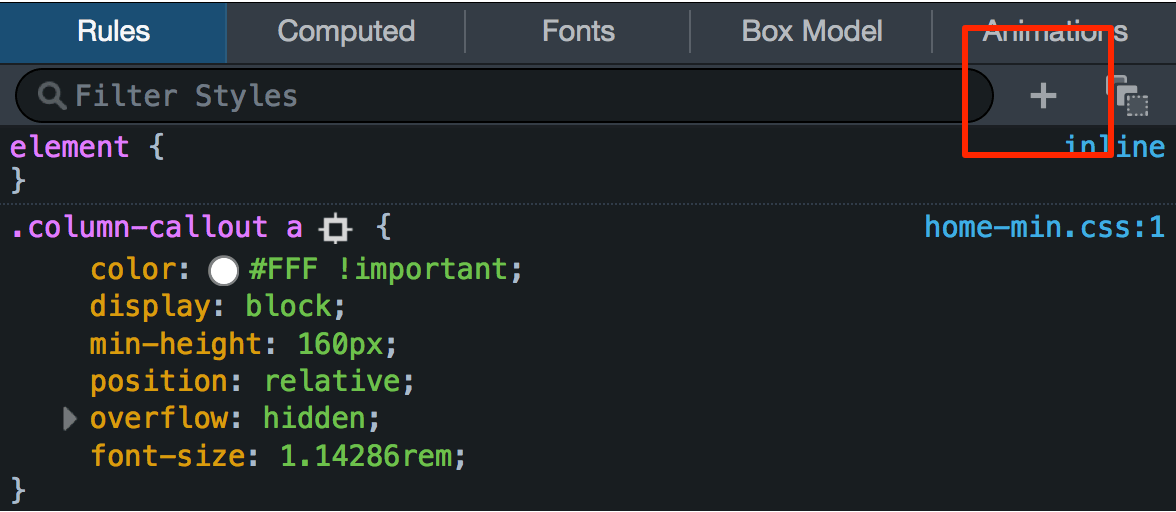 Rules Computed Fonts Box Model Animations
Filter Styles +
element { inline
}
.column-callout a { home-min.css:1
color: #FFF !important;
display: block;
min-height: 160px;
position: relative;
overflow: hidden;
font-size: 1.14286rem;
}